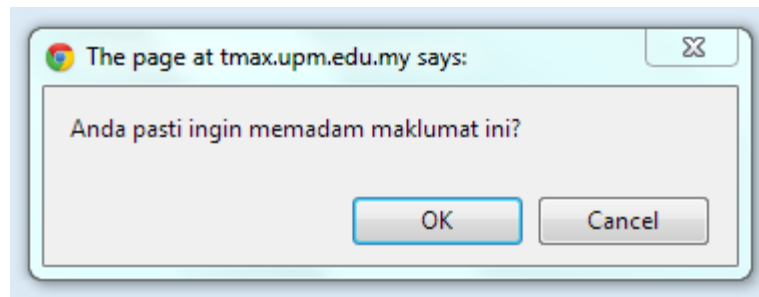 The page at tmax.upm.edu.my says:
Anda pasti ingin memadam maklumat ini?
OK Cancel